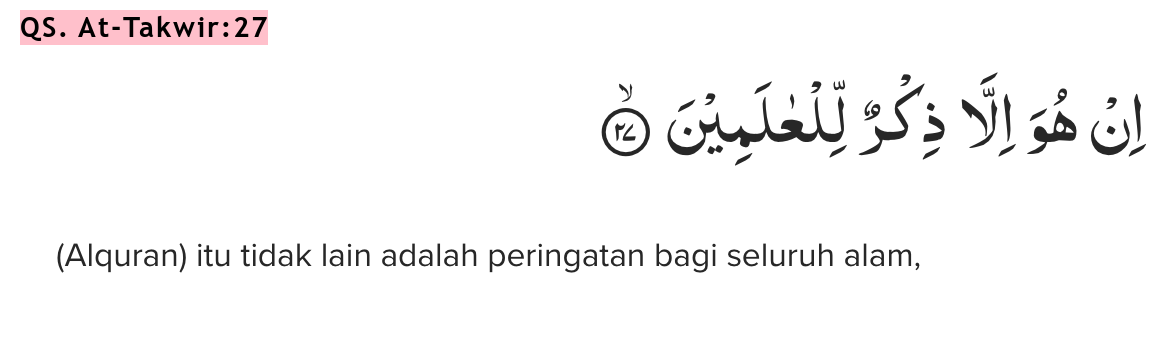 QS. At-Takwir:27
اِنْ هُوَ اِلَّا ذِكْرٌ لِّلْعٰلَمِيْنَ ۙ ٢٧
(Alquran) itu tidak lain adalah peringatan bagi seluruh alam,